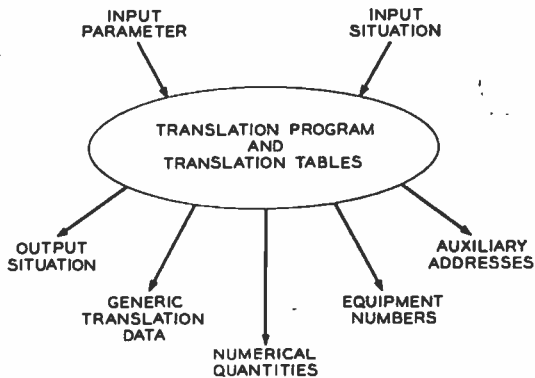 INPUT
PARAMETER
INPUT
SITUATION
TRANSLATION PROGRAM
AND
TRANSLATION TABLES
OUTPUT
SITUATION
GENERIC
TRANSLATION
DATA
NUMERICAL
QUANTITIES
EQUIPMENT
NUMBERS
AUXILIARY
ADDRESSES